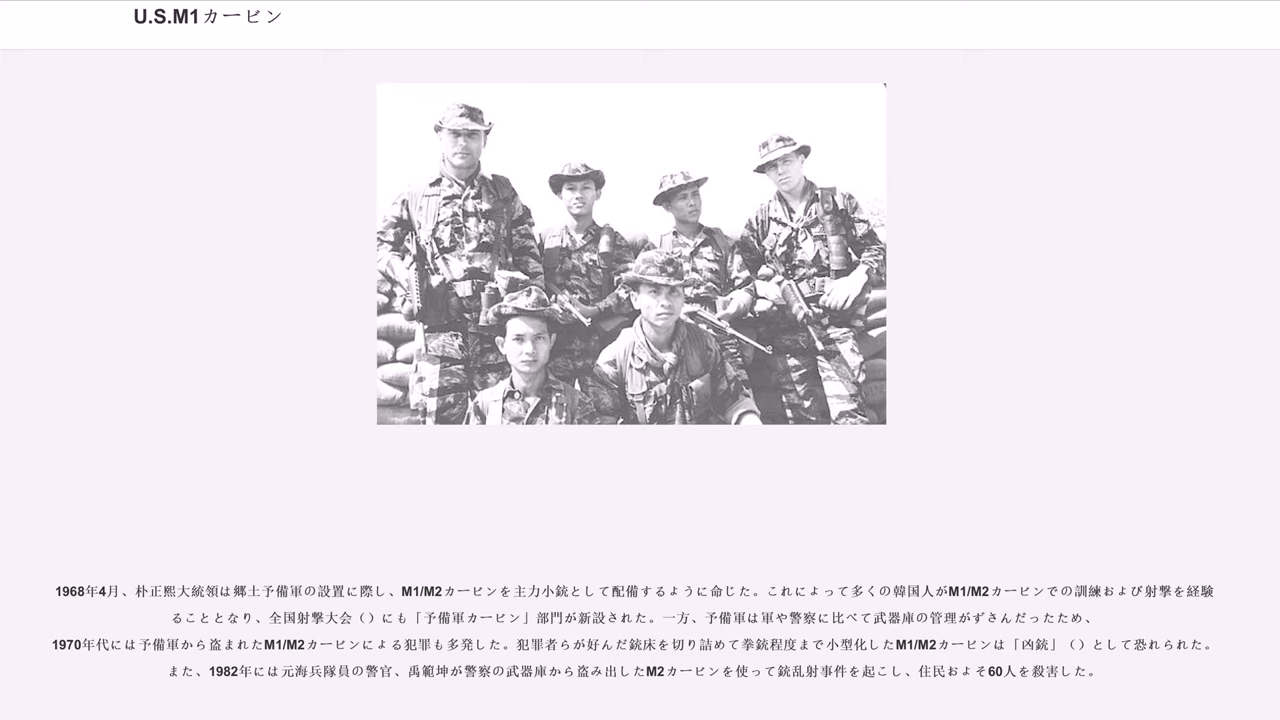 U.S.M1カービン
1968年4月、朴正熙大統領は郷土予備軍の設置に際し、M1/M2カービンを主力小銃として配備するように命じた。これによって多くの韓国人がM1/M2カービンでの訓練および射撃を経験
ることとなり、全国射撃大会（）にも「予備軍カービン」部門が新設された。一方、予備軍は軍や警察に比べて武器庫の管理がずさんだったため、
1970年代には予備軍から盗まれたM1/M2カービンによる犯罪も多発した。犯罪者らが好んだ銃床を切り詰めて拳銃程度まで小型化したM1/M2カービンは「凶銃」（）として恐れられた。
また、1982年には元海兵隊員の警官、禹範坤が警察の武器庫から盗み出したM2カービンを使って銃乱射事件を起こし、住民およそ60人を殺害した。